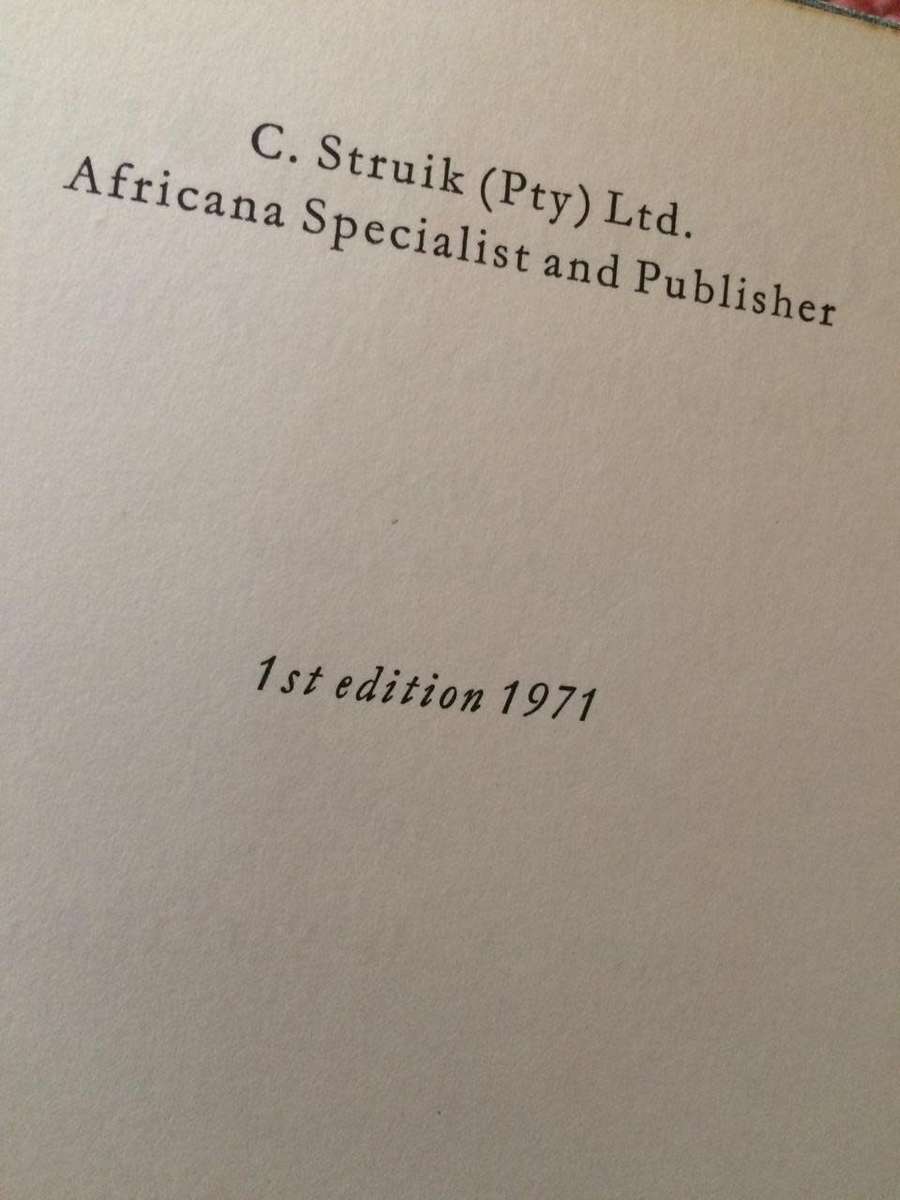 C. Struik (Pty) Ltd.
Africana Specialist and Publisher
1st edition 1971